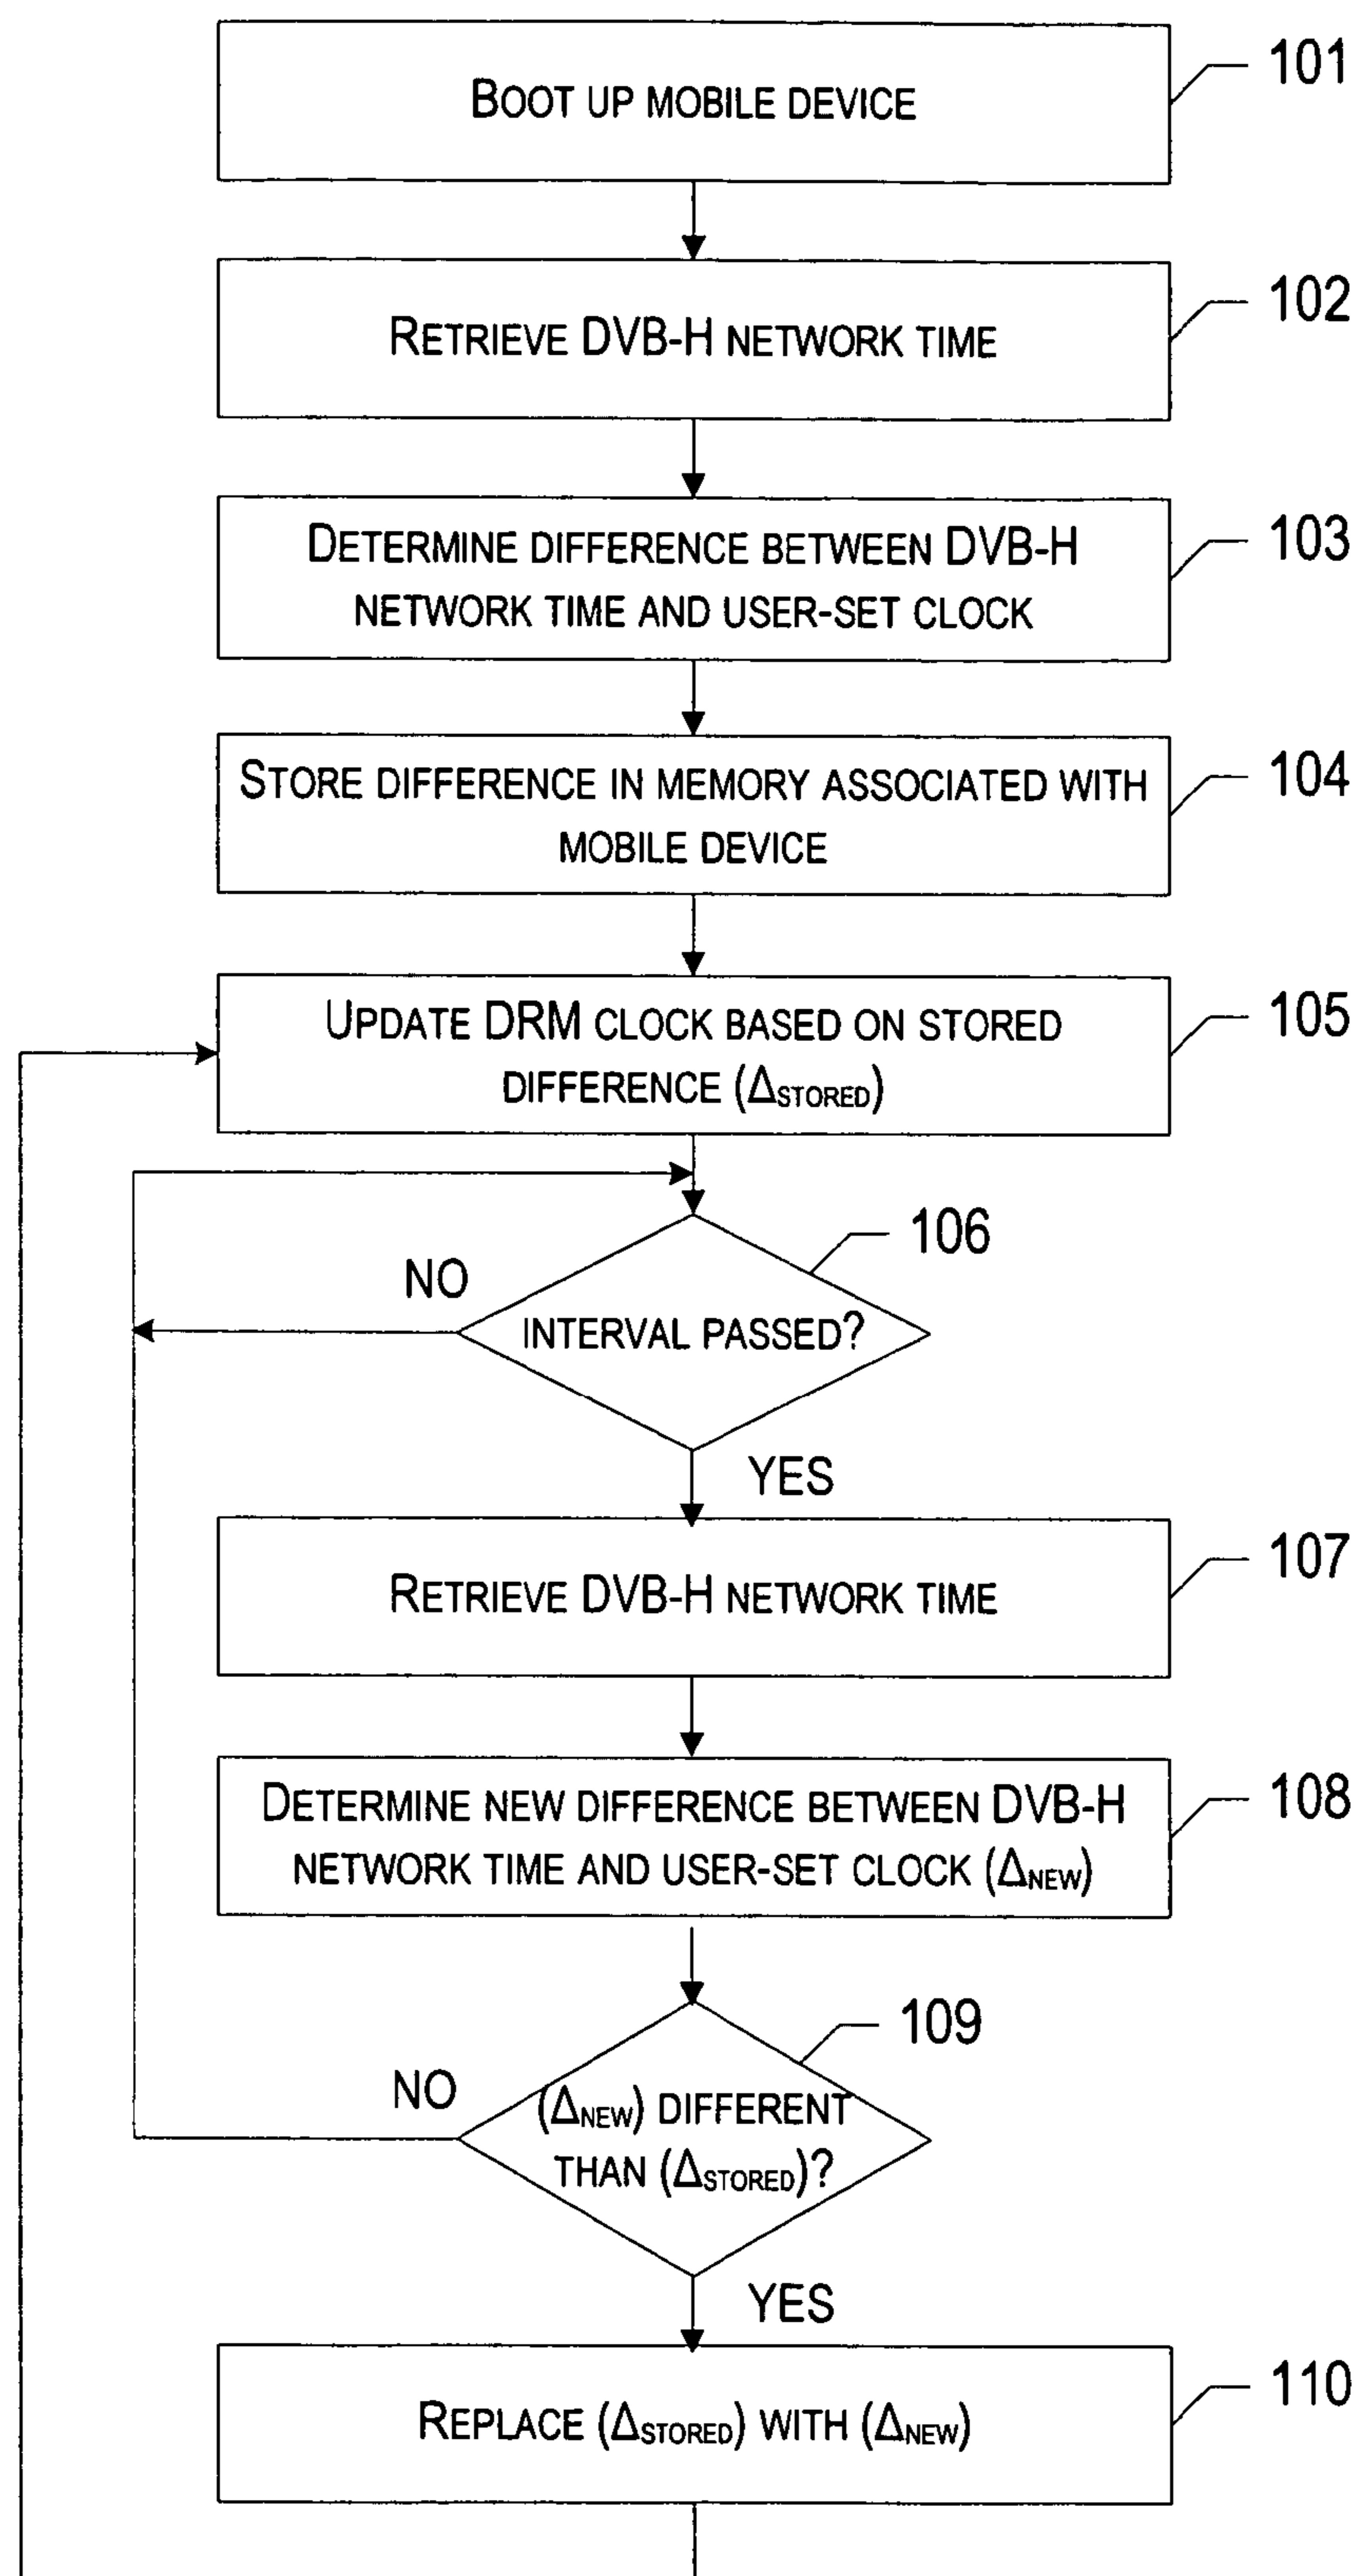 BOOT UP MOBILE DEVICE
101
RETRIEVE DVB-H NETWORK TIME
102
DETERMINE DIFFERENCE BETWEEN DVB-H
NETWORK TIME AND USER-SET CLOCK
103
STORE DIFFERENCE IN MEMORY ASSOCIATED WITH
MOBILE DEVICE
104
UPDATE DRM CLOCK BASED ON STORED
DIFFERENCE (ΔSTORED)
105
106
NO
INTERVAL PASSED?
YES
RETRIEVE DVB-H NETWORK TIME
107
DETERMINE NEW DIFFERENCE BETWEEN DVB-H
NETWORK TIME AND USER-SET CLOCK (ΔNEW)
108
109
NO
(ΔNEW) DIFFERENT
THAN (ΔSTORED)?
YES
REPLACE (ΔSTORED) WITH (ΔNEW)
110